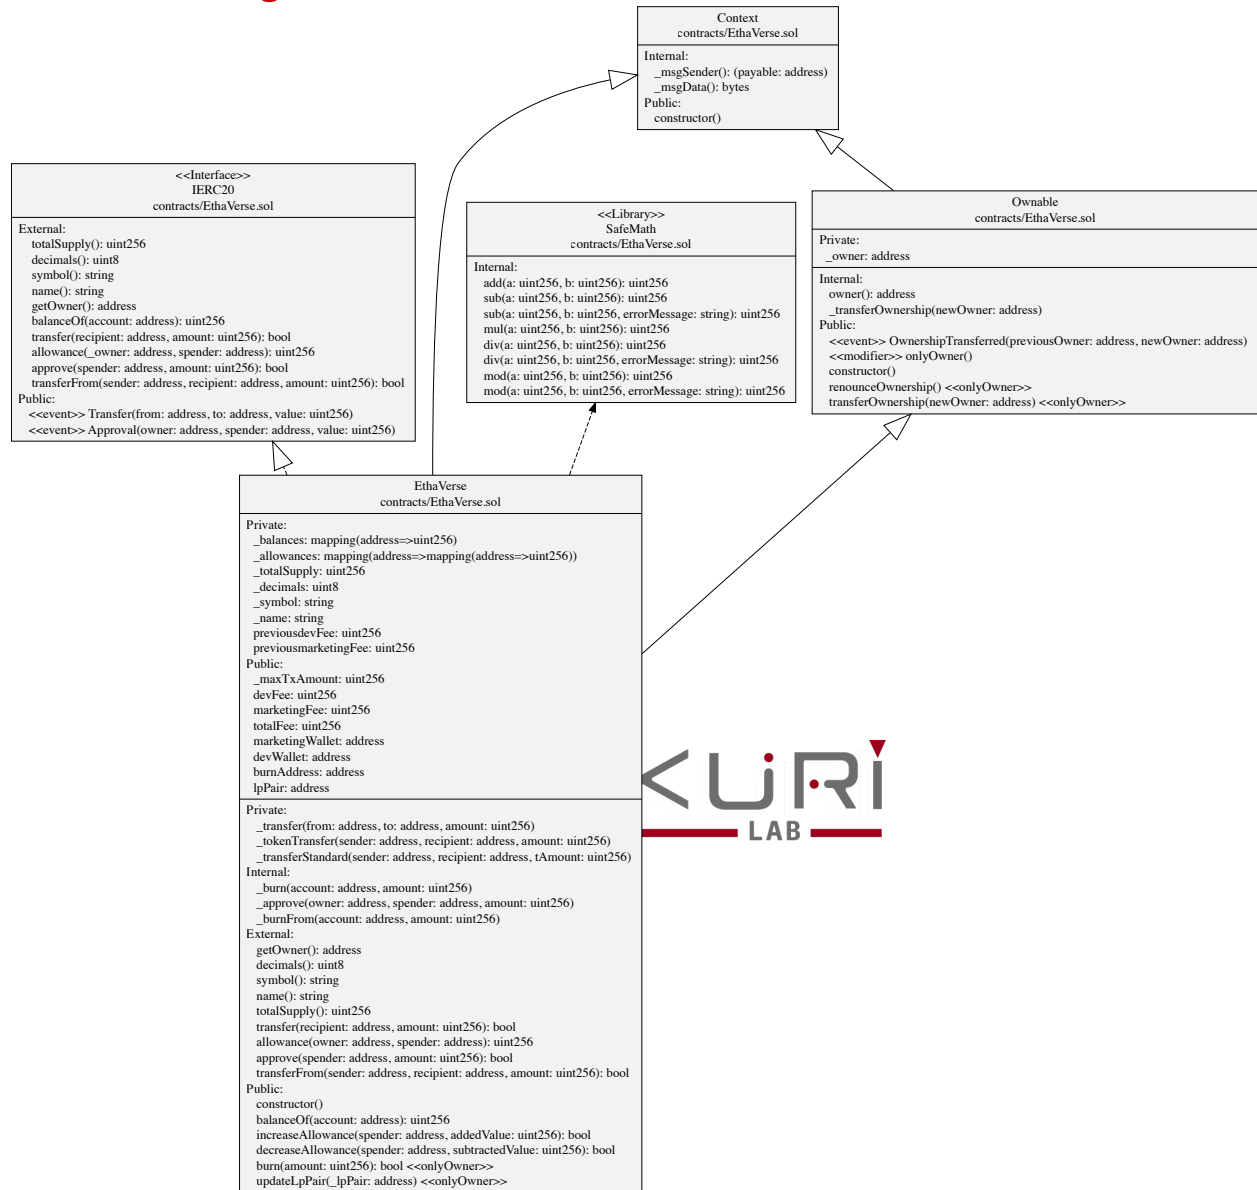 Context
contracts/EthaVerse.sol
Internal:
_msgSender(): (payable: address)
_msgData(): bytes
Public:
constructor()
<<Interface>>
IERC20
contracts/EthaVerse.sol
External:
totalSupply(): uint256
decimals(): uint8
symbol(): string
name(): string
getOwner(): address
balanceOf(account: address): uint256
transfer(recipient: address, amount: uint256): bool
allowance(_owner: address, spender: address): uint256
approve(spender: address, amount: uint256): bool
transferFrom(sender: address, recipient: address, amount: uint256): bool
Public:
<<event>> Transfer(from: address, to: address, value: uint256)
<<event>> Approval(owner: address, spender: address, value: uint256)
<<Library>>
SafeMath
contracts/EthaVerse.sol
Internal:
add(a: uint256, b: uint256): uint256
sub(a: uint256, b: uint256): uint256
sub(a: uint256, b: uint256, errorMessage: string): uint256
mul(a: uint256, b: uint256): uint256
div(a: uint256, b: uint256): uint256
div(a: uint256, b: uint256, errorMessage: string): uint256
mod(a: uint256, b: uint256): uint256
mod(a: uint256, b: uint256, errorMessage: string): uint256
Ownable
contracts/EthaVerse.sol
Private:
_owner: address
Internal:
owner(): address
_transferOwnership(newOwner: address)
Public:
<<event>> OwnershipTransferred(previousOwner: address, newOwner: address)
<<modifier>> onlyOwner()
constructor()
renounceOwnership() <<onlyOwner>>
transferOwnership(newOwner: address) <<onlyOwner>>
EthaVerse
contracts/EthaVerse.sol
Private:
_balances: mapping(address=>uint256)
_allowances: mapping(address=>mapping(address=>uint256))
_totalSupply: uint256
_decimals: uint8
_symbol: string
_name: string
previousdevFee: uint256
previousmarketingFee: uint256
Public:
_maxTxAmount: uint256
devFee: uint256
marketingFee: uint256
totalFee: uint256
marketingWallet: address
devWallet: address
burnAddress: address
lpPair: address
Private:
_transfer(from: address, to: address, amount: uint256)
_tokenTransfer(sender: address, recipient: address, amount: uint256)
_transferStandard(sender: address, recipient: address, tAmount: uint256)
Internal:
_burn(account: address, amount: uint256)
_approve(owner: address, spender: address, amount: uint256)
_burnFrom(account: address, amount: uint256)
External:
getOwner(): address
decimals(): uint8
symbol(): string
name(): string
totalSupply(): uint256
transfer(recipient: address, amount: uint256): bool
allowance(owner: address, spender: address): uint256
approve(spender: address, amount: uint256): bool
transferFrom(sender: address, recipient: address, amount: uint256): bool
Public:
constructor()
balanceOf(account: address): uint256
increaseAllowance(spender: address, addedValue: uint256): bool
decreaseAllowance(spender: address, subtractedValue: uint256): bool
burn(amount: uint256): bool <<onlyOwner>>
updateLpPair(_lpPair: address) <<onlyOwner>>
KURI
LAB